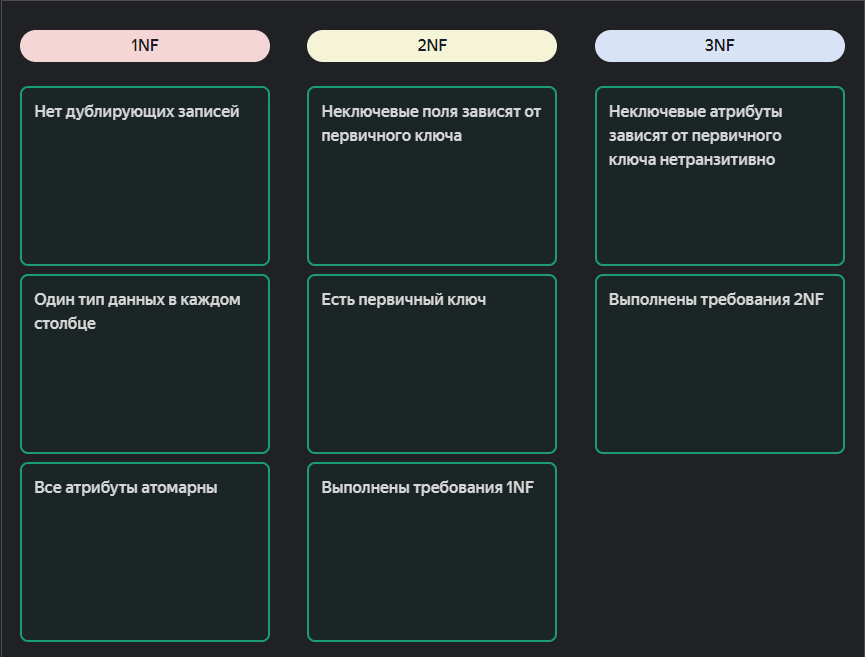 1NF
2NF
3NF
Нет дублирующих записей
Неключевые поля зависят от
первичного ключа
Неключевые атрибуты
зависят от первичного
ключа нетранзитивно
Один тип данных в каждом
столбце
Есть первичный ключ
Выполнены требования 2NF
Все атрибуты атомарны
Выполнены требования 1NF